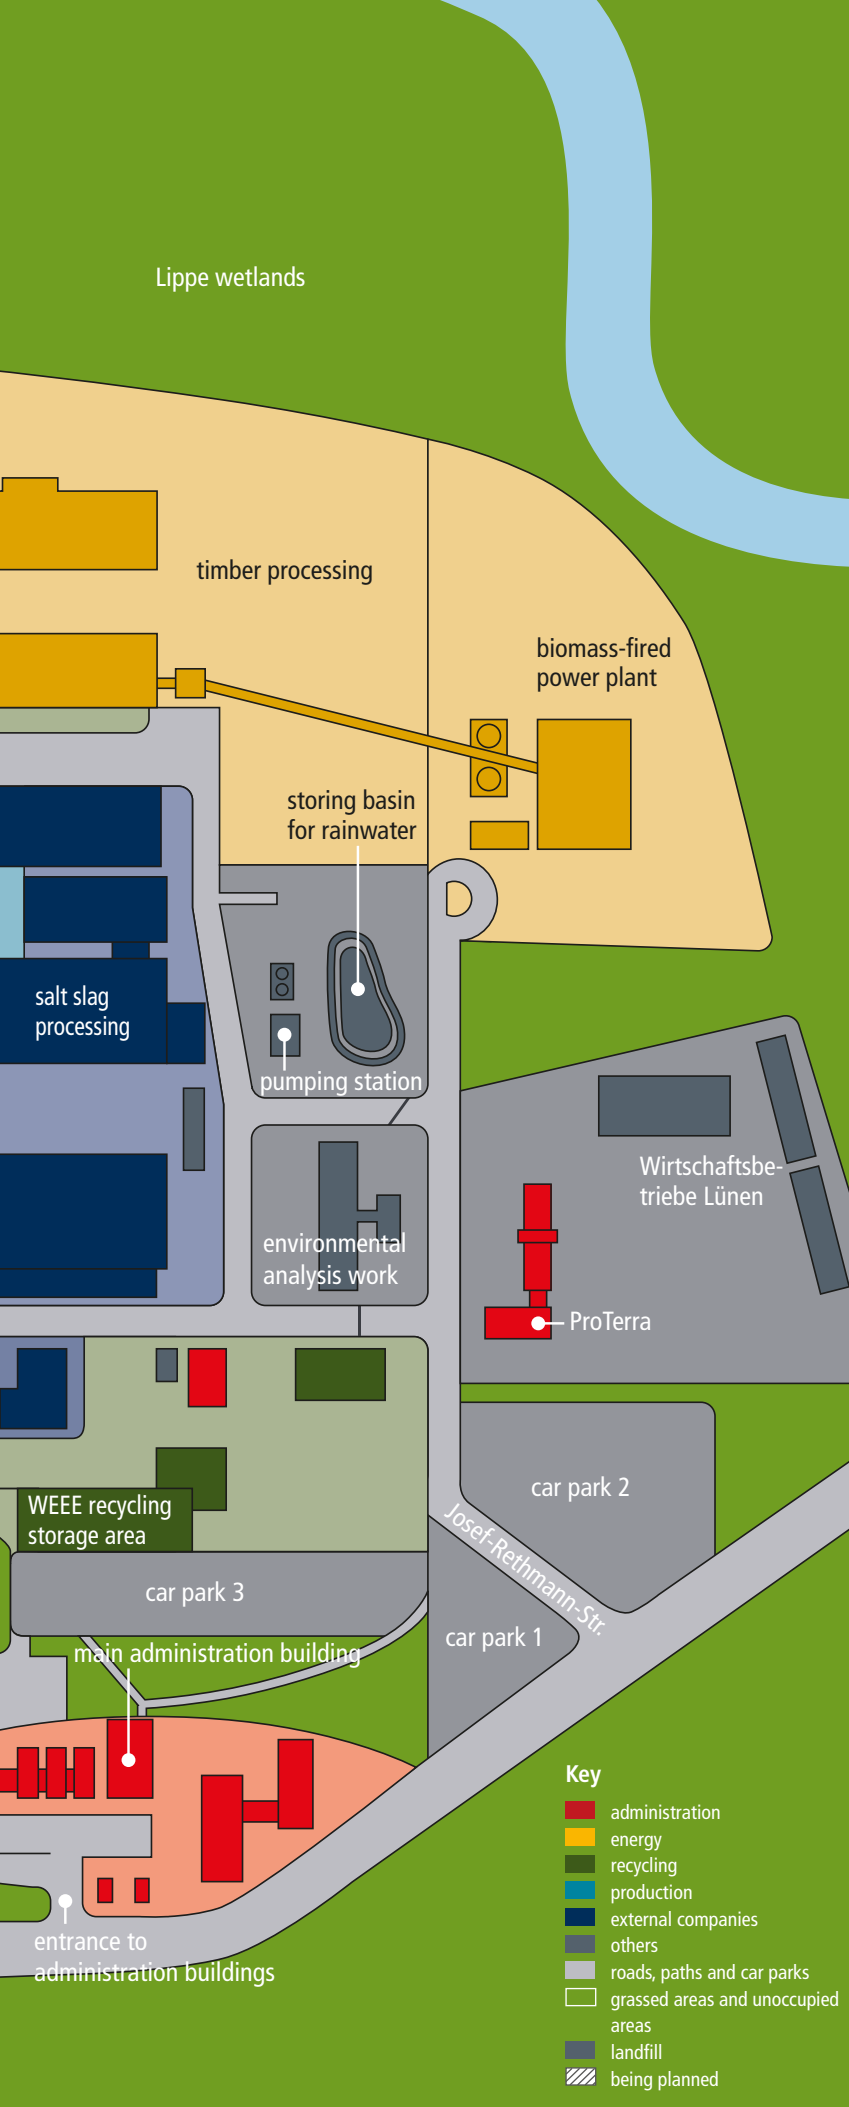 Lippe wetlands
timber processing
biomass-fired
power plant
storing basin
for rainwater
salt slag
processing
pumping station
Wirtschaftsbe-
triebe Lünen
environmental
analysis work
ProTerra
car park 2
WEEE recycling
storage area
Josef-Rethmann-Str.
car park 3
car park 1
main administration building
Key
administration
energy
recycling
production
external companies
others
roads, paths and car parks
grassed areas and unoccupied
areas
landfill
being planned
entrance to
administration buildings